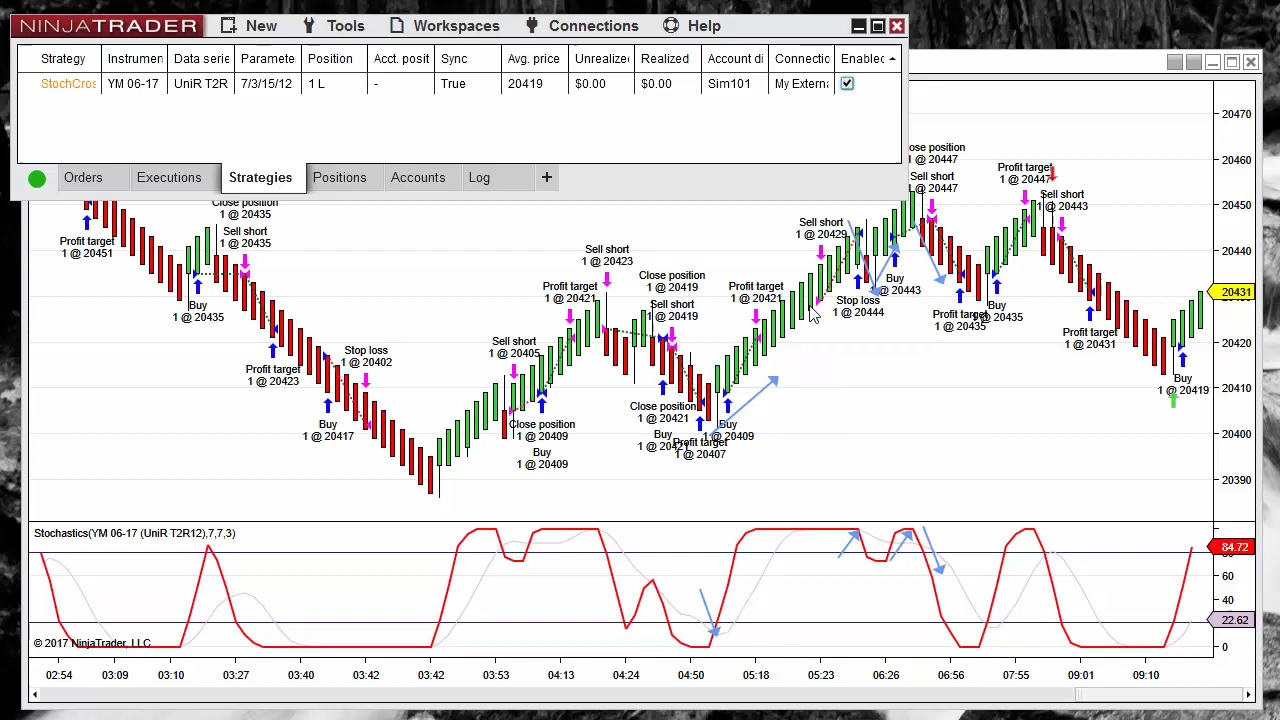 NINJATRADER New Tools Workspaces Connections Help
Strategy Instrumen Data serie Paramete Position Acct. posit Sync Avg. Unrealize Realized Account di Connectio Enabled
StochCros YM 06-17 UniR T2R 7/3/15/12 1 L - True 20419 $0.00 $0.00 Sim101 My Externa
Orders Executions Strategies Positions Accounts Log +
Profit target
1 @ 20451
Close position
1 @ 20435
Sell short
1 @ 20435
Buy
1 @ 20435
Profit target
1 @ 20423
Stop loss
1 @ 20402
Buy
1 @ 20417
Sell short
1 @ 20405
Close position
1 @ 20409
Buy
1 @ 20409
Profit target
1 @ 20421
Sell short
1 @ 20423
Close position
1 @ 20419
Sell short
1 @ 20419
Close position
1 @ 20421
Buy
Profit target
1 @ 20407
Buy
1 @ 20409
Profit target
1 @ 20421
Sell short
1 @ 20429
Stop loss
1 @ 20444
Buy
1 @ 20443
ose position
1 @ 20447
Sell short
1 @ 20447
Profit target
1 @ 20435
Buy
1 @ 20435
Profit target
1 @ 20447
Sell short
1 @ 20443
Profit target
1 @ 20431
Buy
1 @ 20419
20470
20460
20450
20440
20431
20420
20410
20400
20390
Stochastics(YM 06-17 (UniR T2R12),7,7,3)
84.72
60
40
22.62
0
© 2017 NinjaTrader, LLC
02:54 03:09 03:10 03:27 03:40 03:42 03:42 03:53 04:13 04:24 04:50 05:18 05:23 06:26 06:56 07:55 09:01 09:10